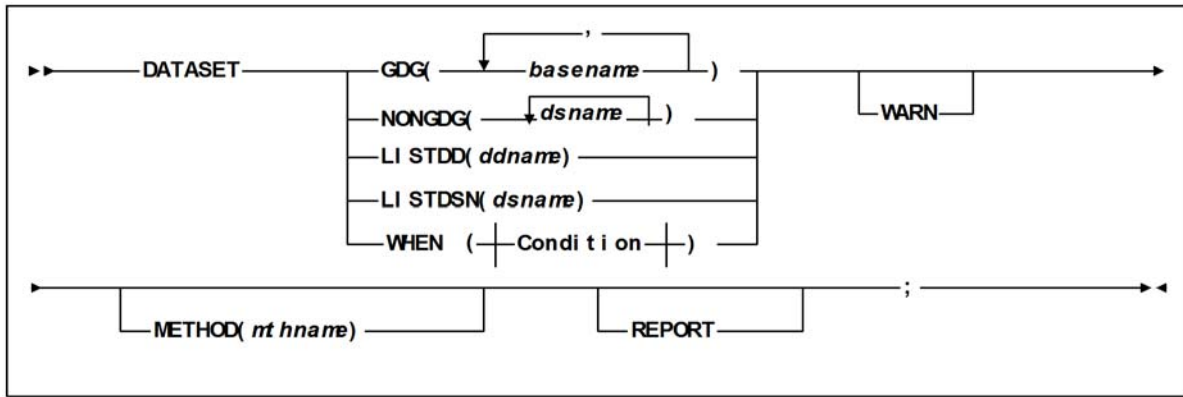 ,
DATASET GDG( basename )
WARN
NONGDG( dsname )
LISTDD( ddname)
LISTDSN( dsname)
WHEN ( Condition )
;
METHOD( mthname) REPORT